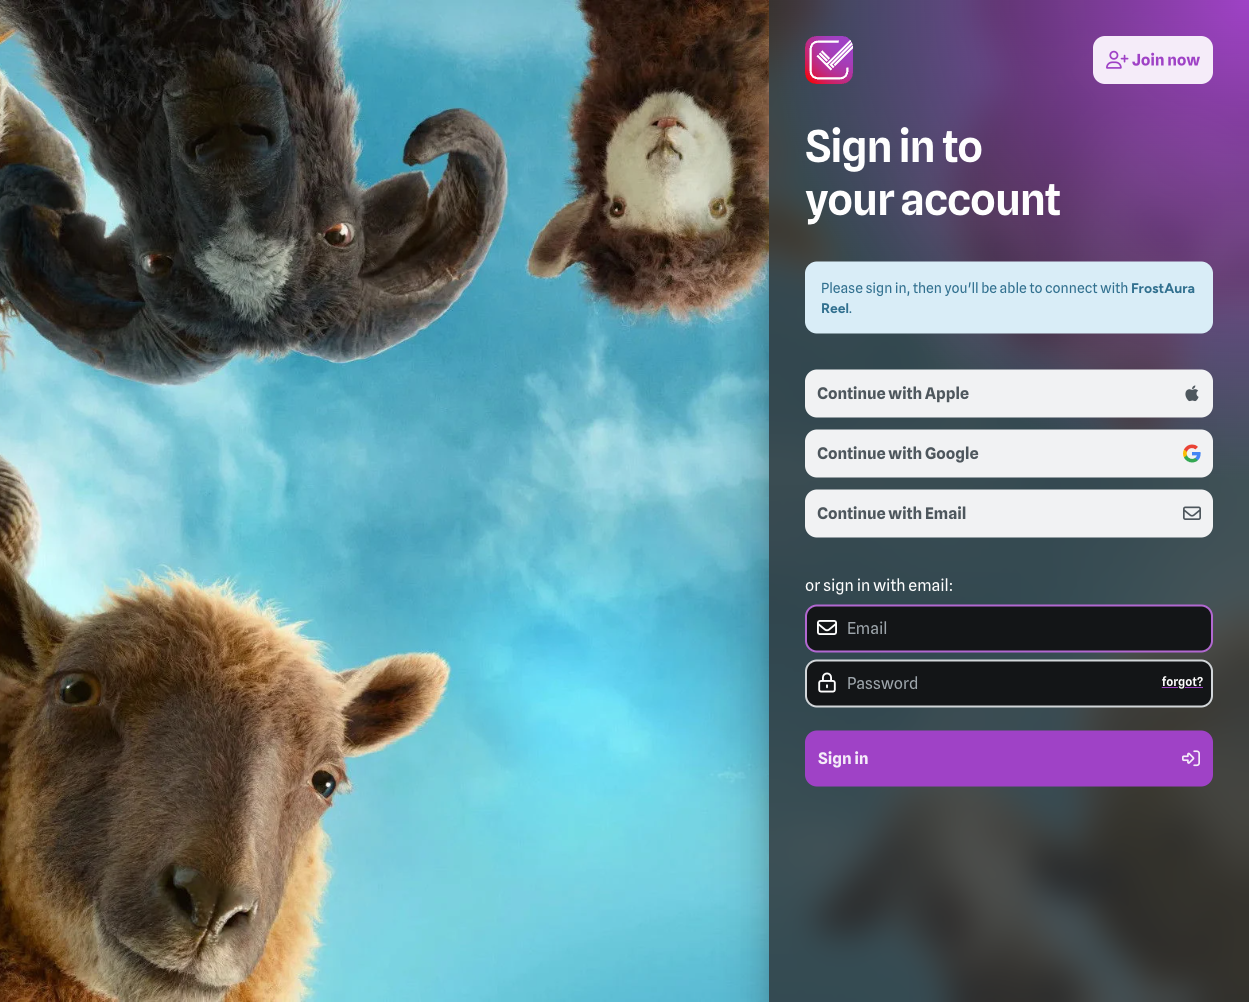 Join now
Sign in to
your account
Please sign in, then you'll be able to connect with FrostAura
Reel.
Continue with Apple
Continue with Google
Continue with Email
or sign in with email:
Email
Password
forgot?
Sign in